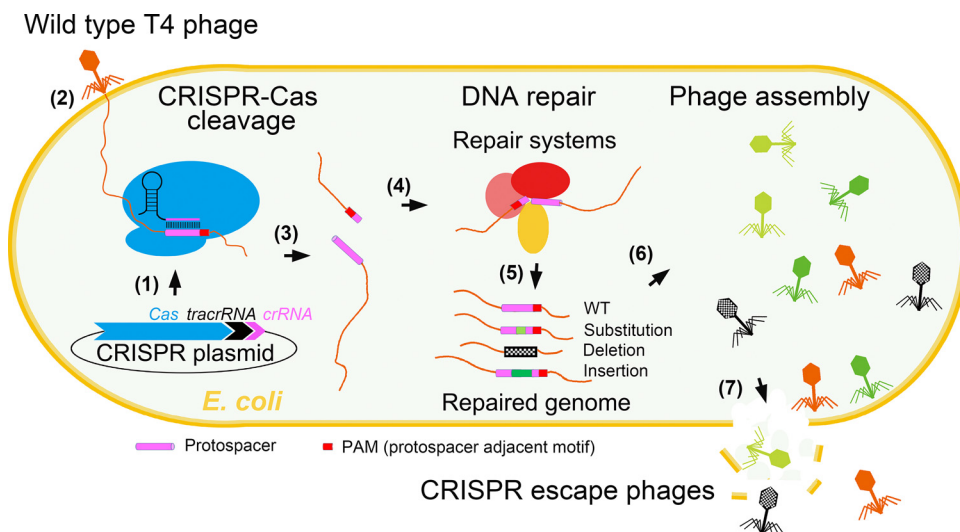 Wild type T4 phage
(2)
CRISPR-Cas
cleavage
DNA repair
Phage assembly
Repair systems
(4)
(3)
(1)
(5)
(6)
Cas tracrRNA crRNA
CRISPR plasmid
WT
Substitution
Deletion
Insertion
E. coli
Repaired genome
(7)
Protospacer
PAM (protospacer adjacent motif)
CRISPR escape phages